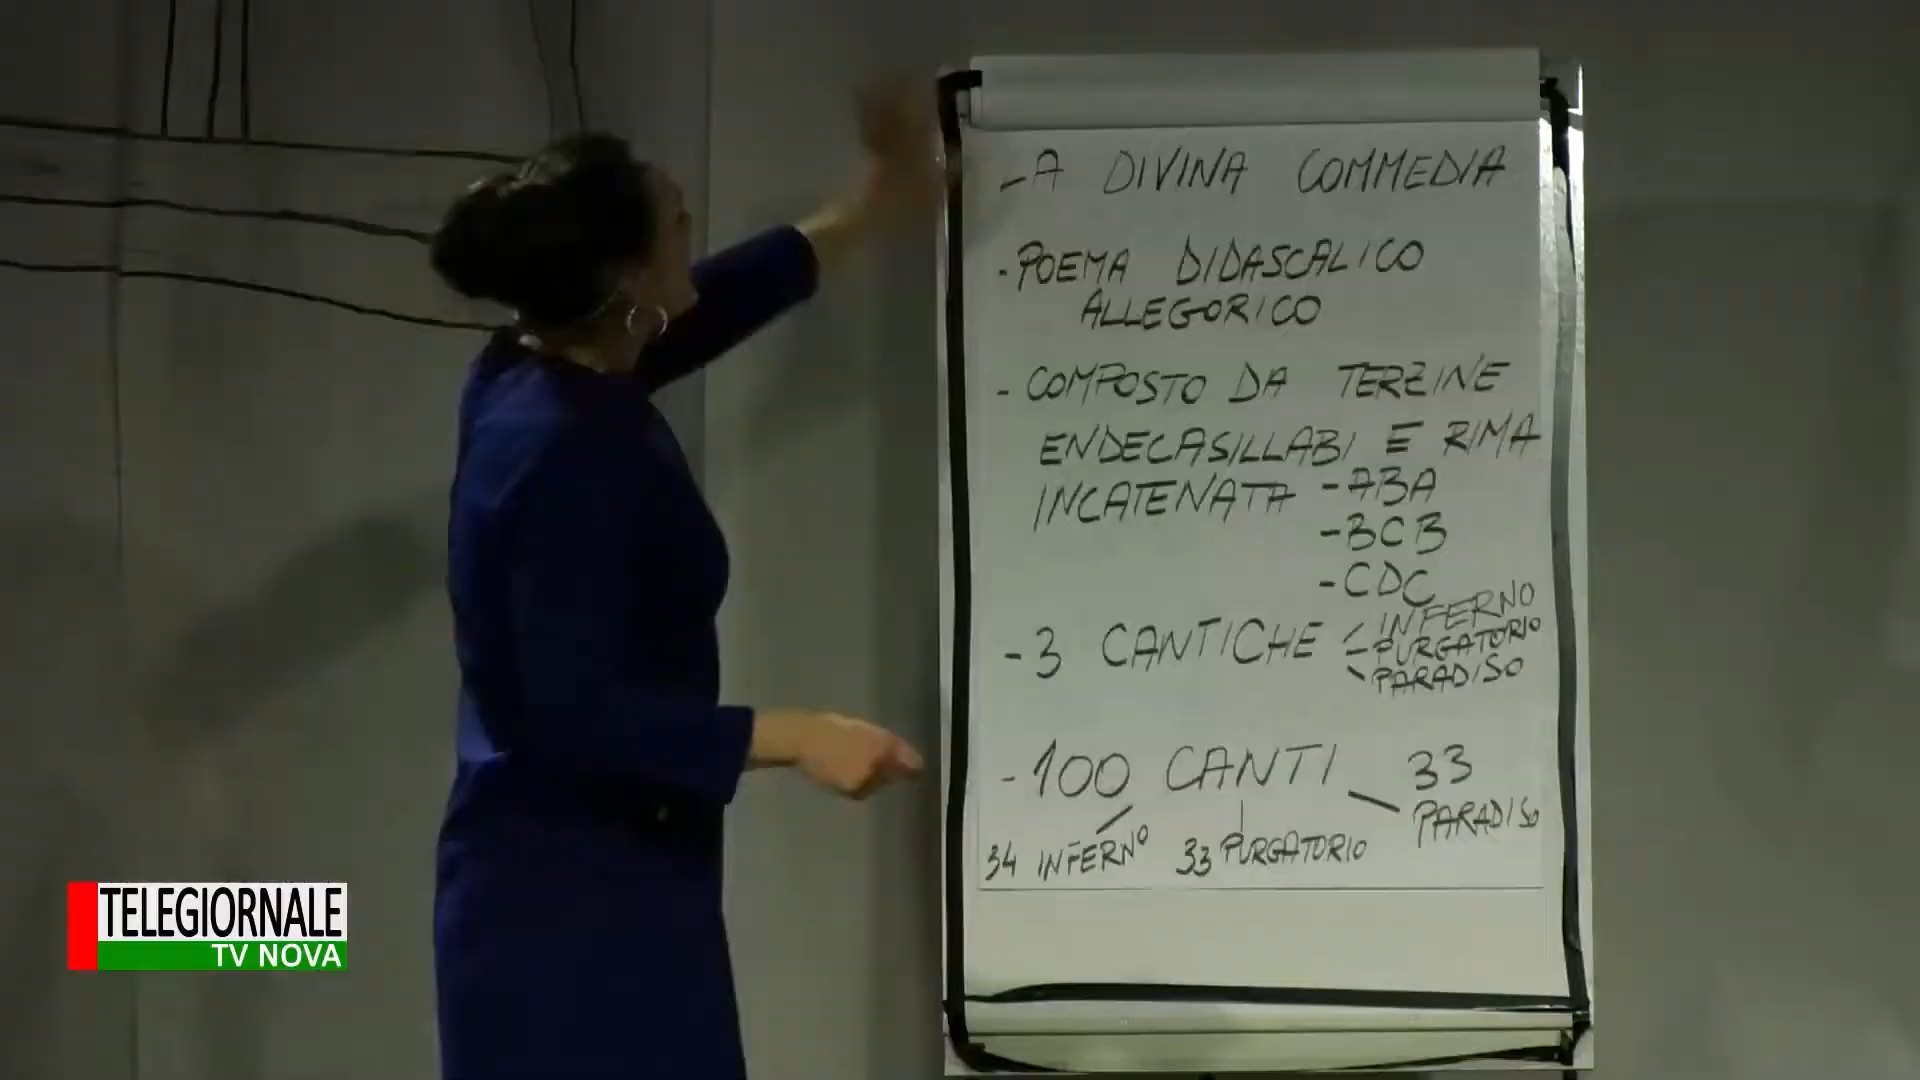 - A DIVINA COMMEDIA
- POEMA DIDASCALICO
ALLEGORICO
- COMPOSTO DA TERZINE
ENDECASILLABI E RIMA
INCATENATA - ABA
- BCB
- CDC
- 3 CANTICHE - INFERNO
- PURGATORIO
- PARADISO
- 100 CANTI
33
PARADISO
34 INFERNO 33 PURGATORIO
TELEGIORNALE
TV NOVA